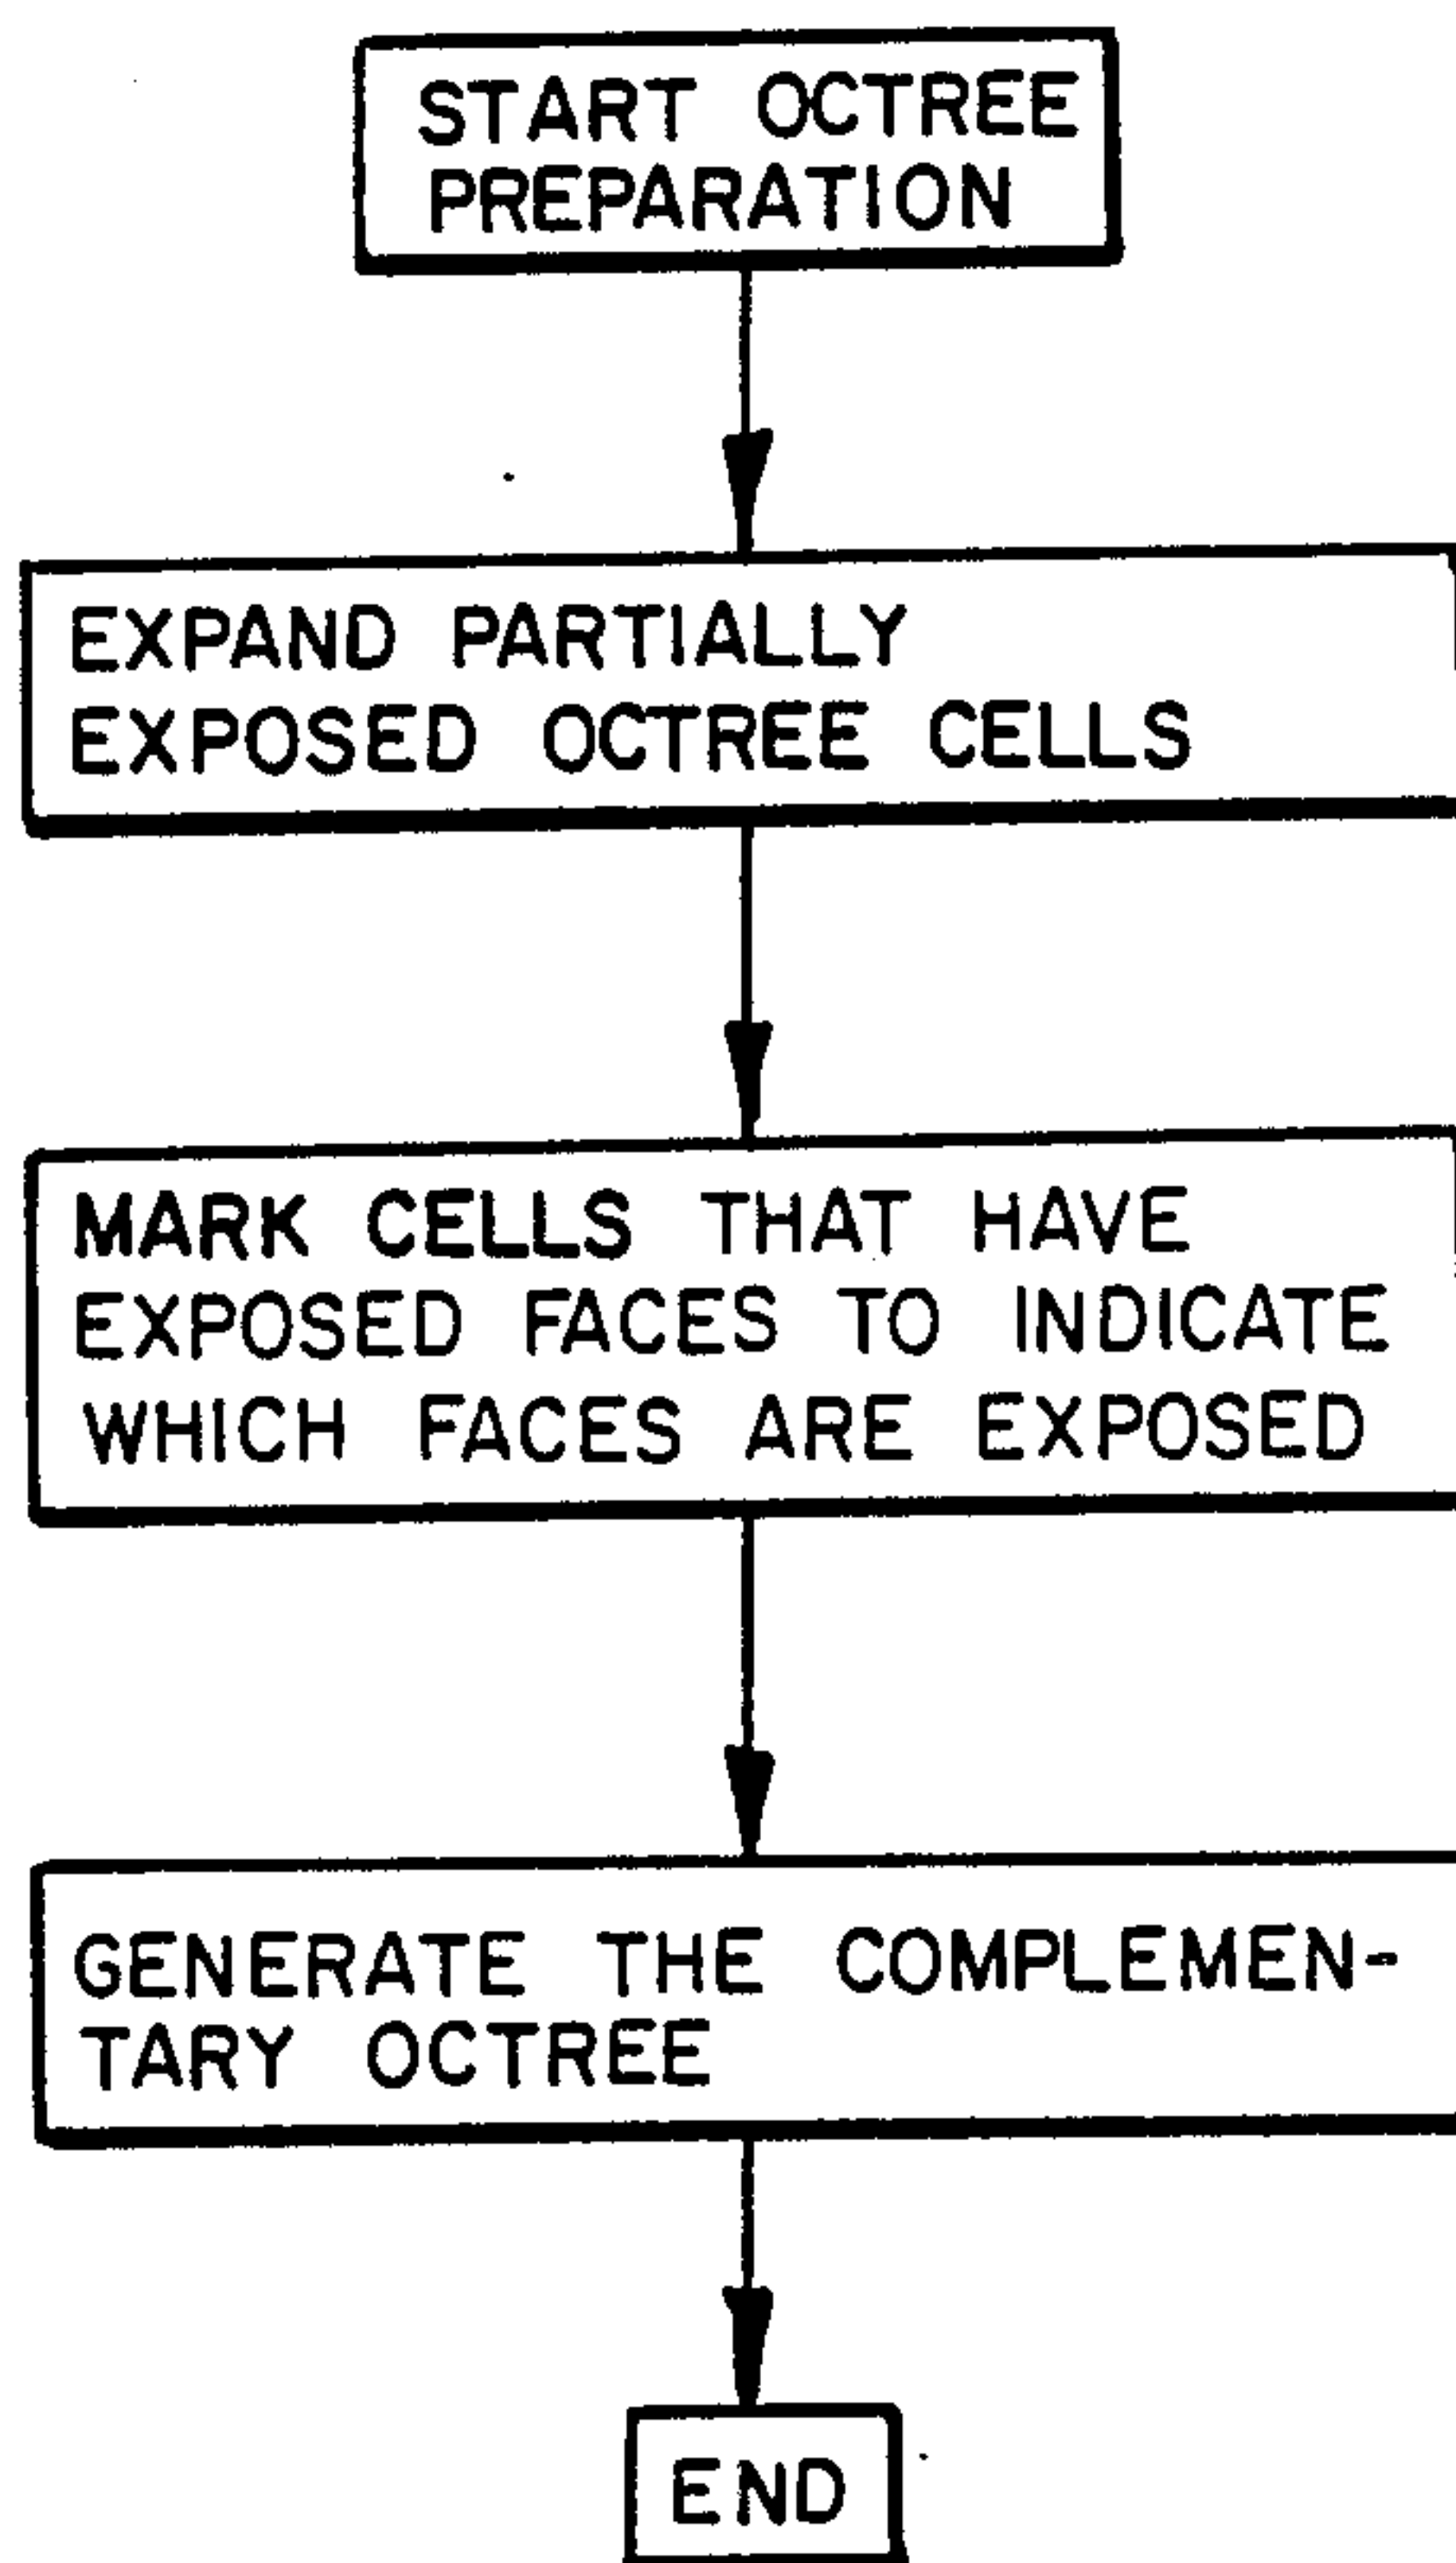 START OCTREE
PREPARATION
EXPAND PARTIALLY
EXPOSED OCTREE CELLS
MARK CELLS THAT HAVE
EXPOSED FACES TO INDICATE
WHICH FACES ARE EXPOSED
GENERATE THE COMPLEMEN-
TARY OCTREE
END